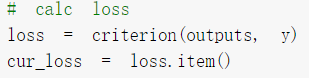 # calc loss
loss = criterion(outputs, y)
cur_loss = loss.item()